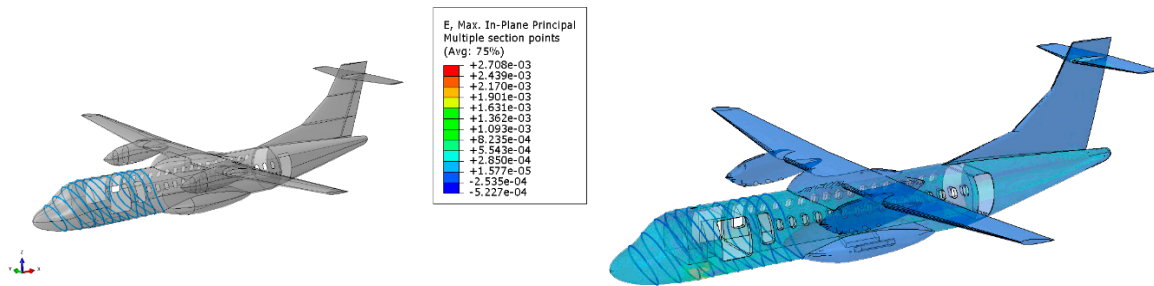 E, Max. In-Plane Principal
Multiple section points
(Avg: 75%)
+2.708e-03
+2.439e-03
+2.170e-03
+1.901e-03
+1.631e-03
+1.362e-03
+1.093e-03
+8.235e-04
+5.543e-04
+2.850e-04
+1.577e-05
-2.535e-04
-5.227e-04
Z
Y
X